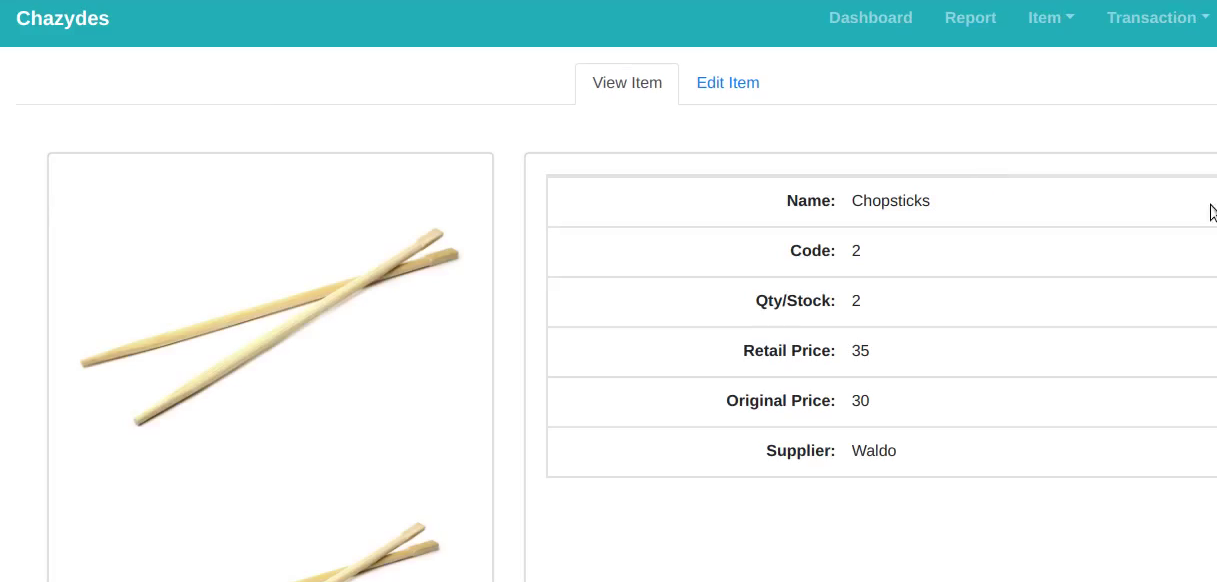 Chazydes Dashboard Report Item Transaction
View Item Edit Item
Name: Chopsticks
Code: 2
Qty/Stock: 2
Retail Price: 35
Original Price: 30
Supplier: Waldo